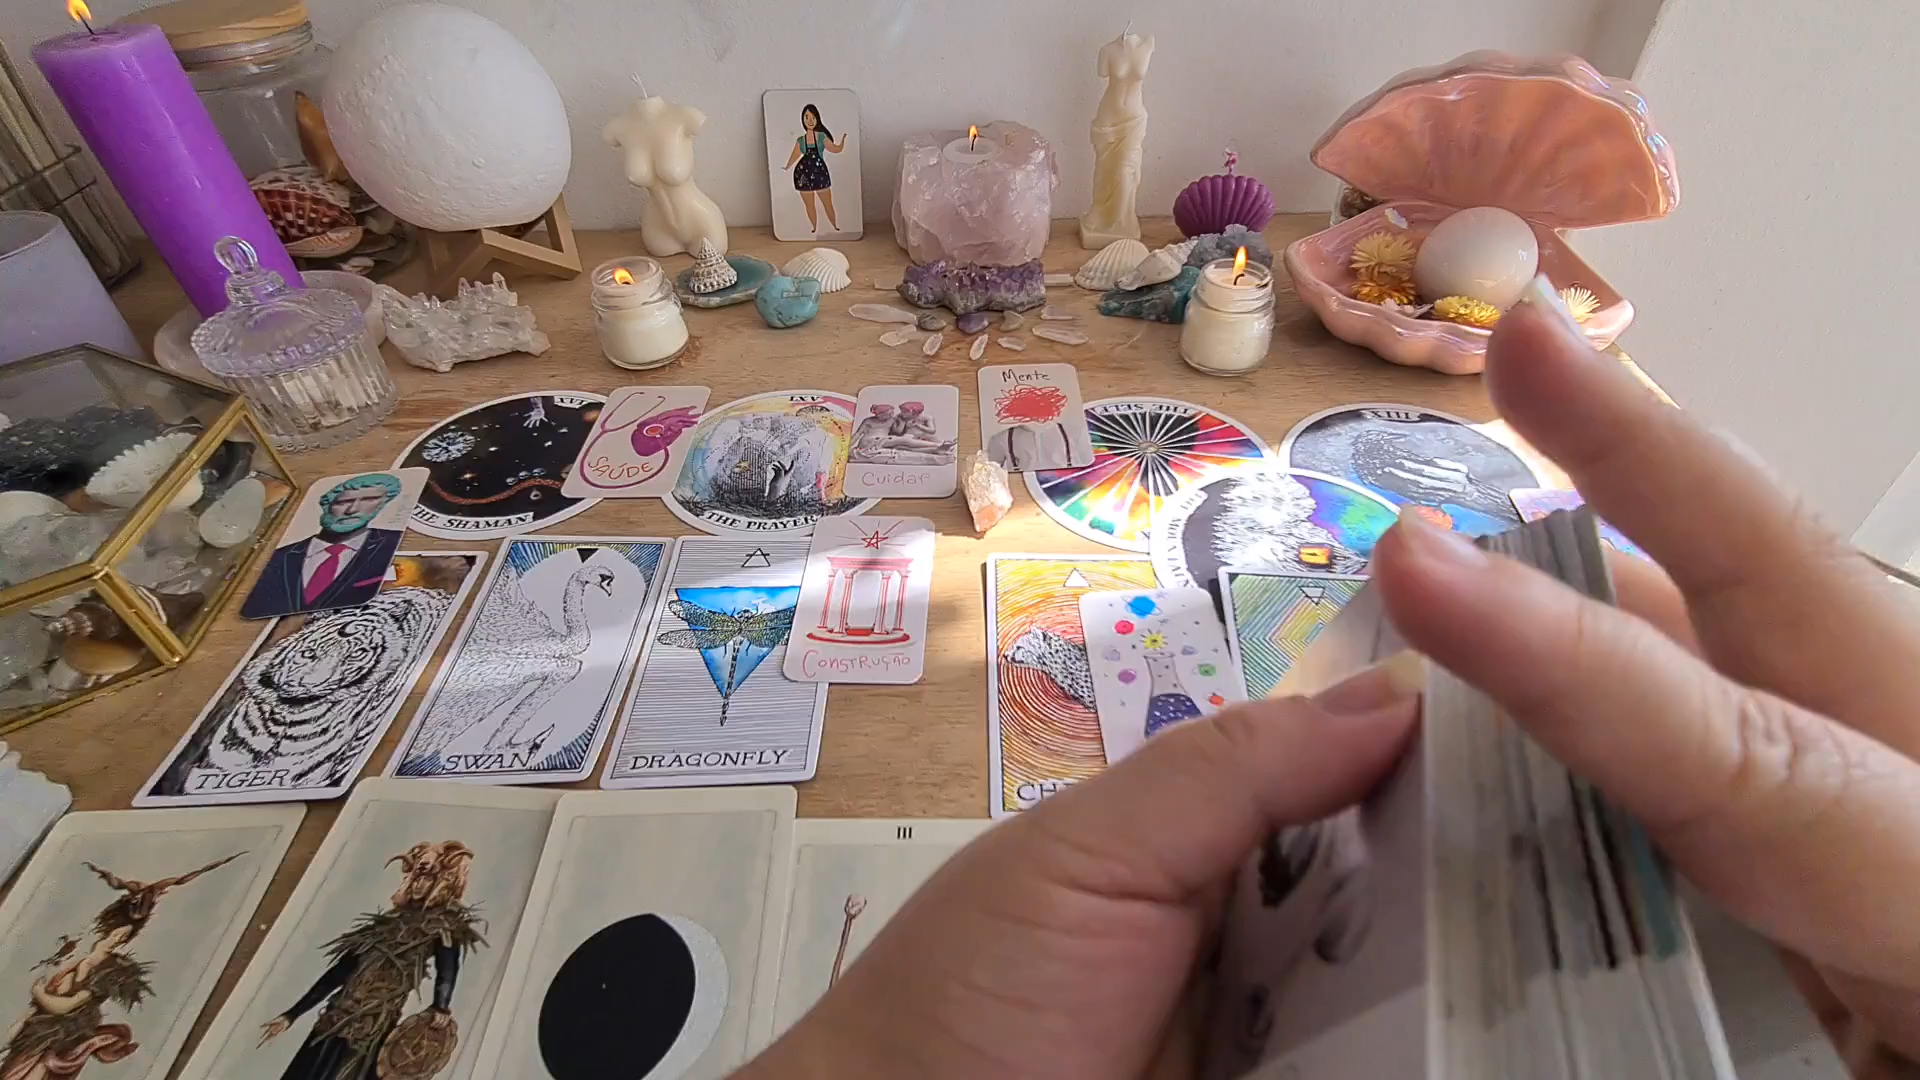 Mente
XVI
LXV
THE SELF
XIII
SAÚDE
Cuidar
THE SHAMAN
THE PRAYER
CONSTRUÇÃO
TIGER
SWAN
DRAGONFLY
III